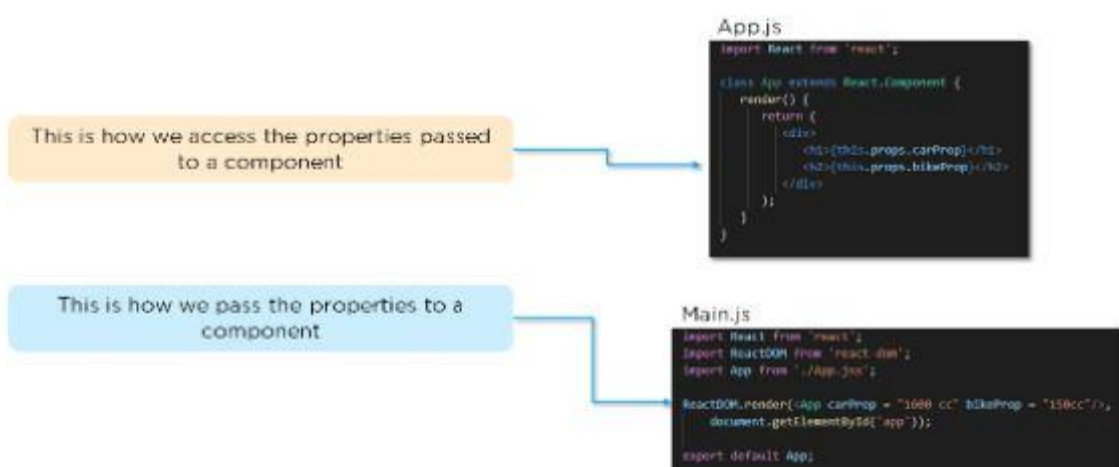 App.js
import React from 'react';
class App extends React.Component {
render() {
return (
<div>
<h1>{this.props.carProp}</h1>
<h2>{this.props.bikeProp}</h2>
</div>
);
}
}
This is how we access the properties passed
to a component
This is how we pass the properties to a
component
Main.js
import React from 'react';
import ReactDOM from 'react-dom';
import App from './App.jsx';
ReactDOM.render(<App carProp = "1600 cc" bikeProp = "150cc"/>,
document.getElementById("app"));
export default App;